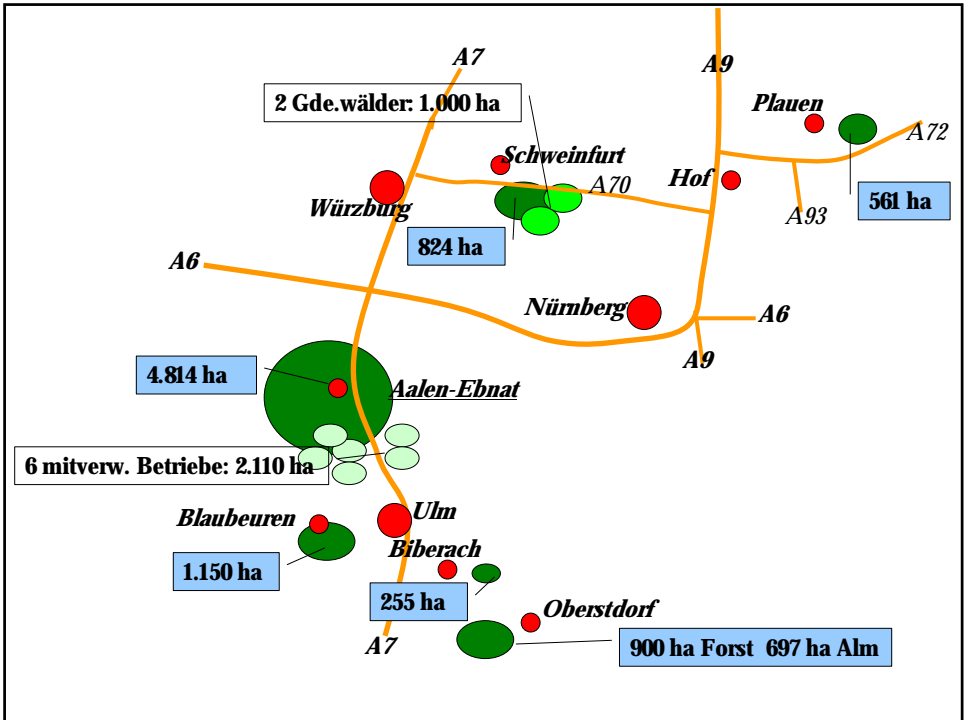 A7
A9
2 Gde.wälder: 1.000 ha
Plauen
A72
Schweinfurt
Hof
A70
Würzburg
561 ha
A93
824 ha
A6
Nürnberg
A6
A9
4.814 ha
Aalen-Ebnat
6 mitverw. Betriebe: 2.110 ha
Blaubeuren
Ulm
Biberach
1.150 ha
255 ha
Oberstdorf
A7
900 ha Forst 697 ha Alm